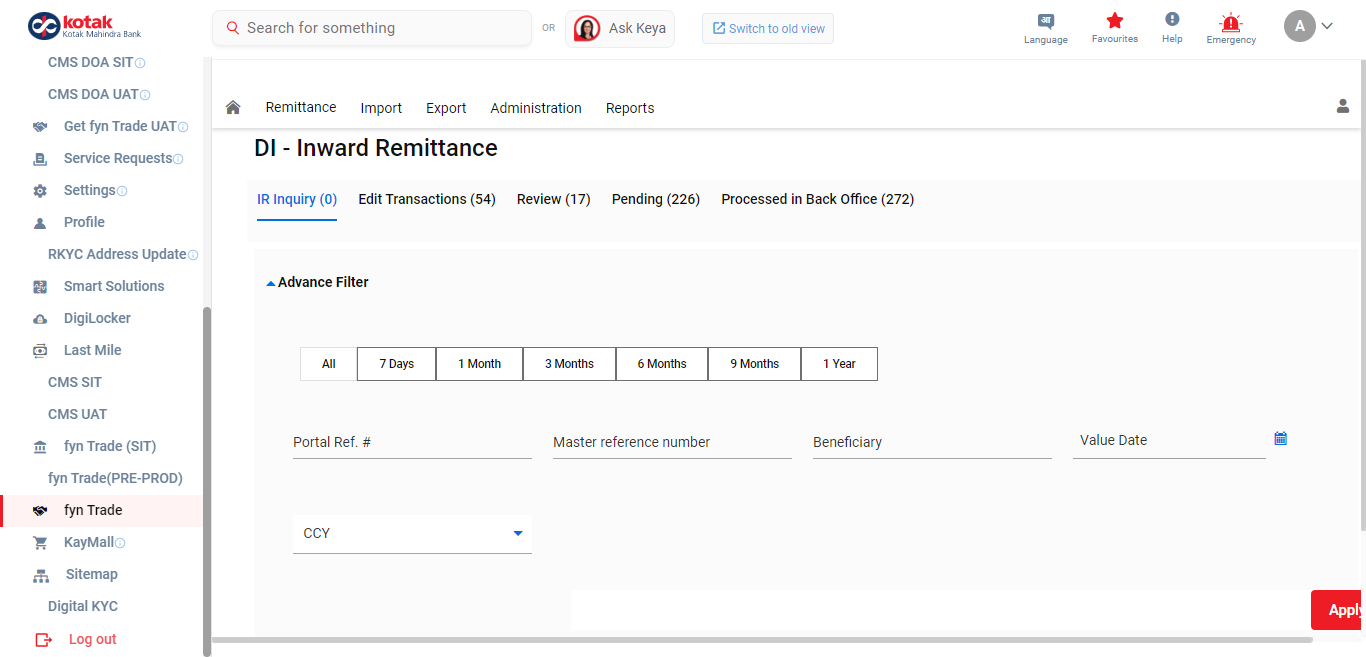 kotak
Kotak Mahindra Bank
Search for something
OR
Ask Keya
Switch to old view
अा
Language
Favourites
Help
Emergency
A
CMS DOA SIT
CMS DOA UAT
Get fyn Trade UAT
Service Requests
Settings
Profile
RKYC Address Update
Smart Solutions
DigiLocker
Last Mile
CMS SIT
CMS UAT
fyn Trade (SIT)
fyn Trade(PRE-PROD)
fyn Trade
KayMall
Sitemap
Digital KYC
Log out
Remittance Import Export Administration Reports
DI - Inward Remittance
IR Inquiry (0) Edit Transactions (54) Review (17) Pending (226) Processed in Back Office (272)
Advance Filter
All 7 Days 1 Month 3 Months 6 Months 9 Months 1 Year
Portal Ref. # Master reference number Beneficiary Value Date
CCY
Apply